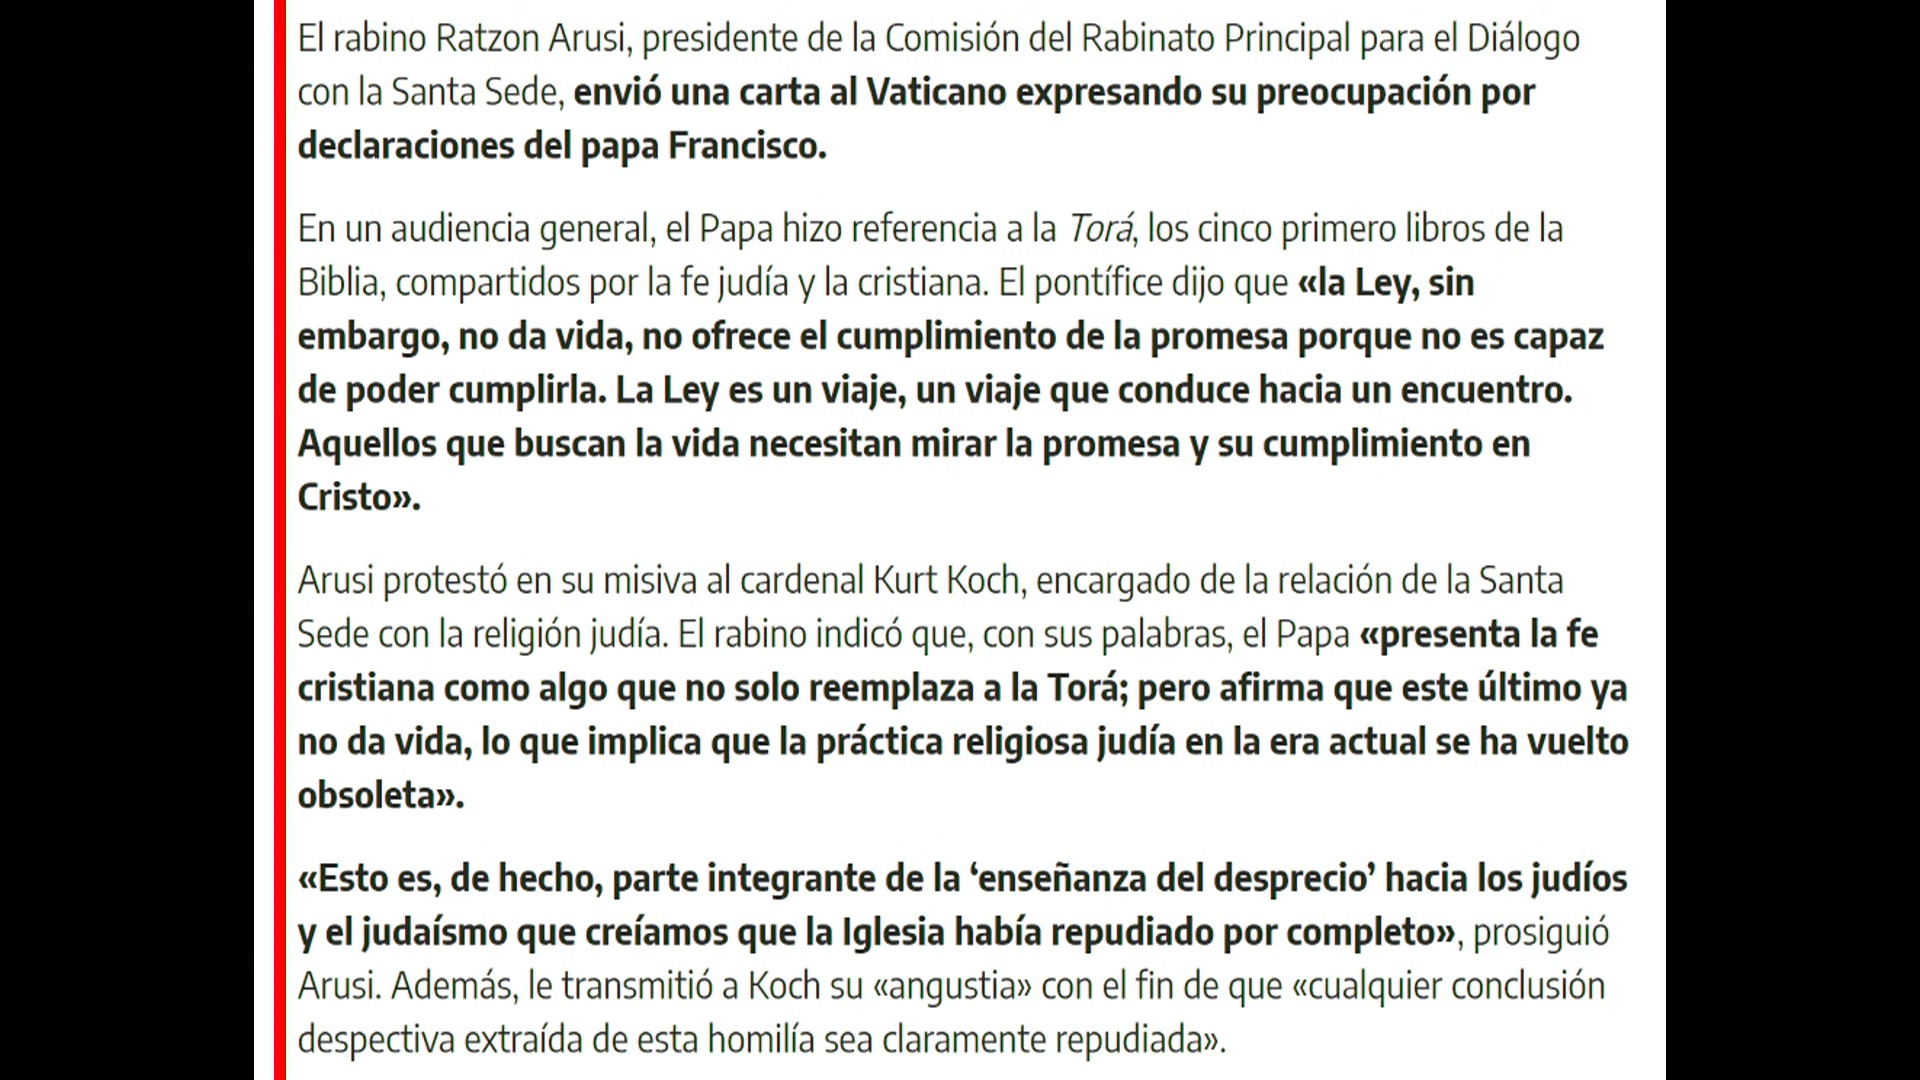 El rabino Ratzon Arusi, presidente de la Comisión del Rabinato Principal para el Diálogo
con la Santa Sede, envió una carta al Vaticano expresando su preocupación por
declaraciones del papa Francisco.
En un audiencia general, el Papa hizo referencia a la Torá, los cinco primero libros de la
Biblia, compartidos por la fe judía y la cristiana. El pontífice dijo que «la Ley, sin
embargo, no da vida, no ofrece el cumplimiento de la promesa porque no es capaz
de poder cumplirla. La Ley es un viaje, un viaje que conduce hacia un encuentro.
Aquellos que buscan la vida necesitan mirar la promesa y su cumplimiento en
Cristo».
Arusi protestó en su misiva al cardenal Kurt Koch, encargado de la relación de la Santa
Sede con la religión judía. El rabino indicó que, con sus palabras, el Papa «presenta la fe
cristiana como algo que no solo reemplaza a la Torá; pero afirma que este último ya
no da vida, lo que implica que la práctica religiosa judía en la era actual se ha vuelto
obsoleta».
«Esto es, de hecho, parte integrante de la ‘enseñanza del desprecio’ hacia los judíos
y el judaísmo que creíamos que la Iglesia había repudiado por completo», prosiguió
Arusi. Además, le transmitió a Koch su «angustia» con el fin de que «cualquier conclusión
despectiva extraída de esta homilía sea claramente repudiada».